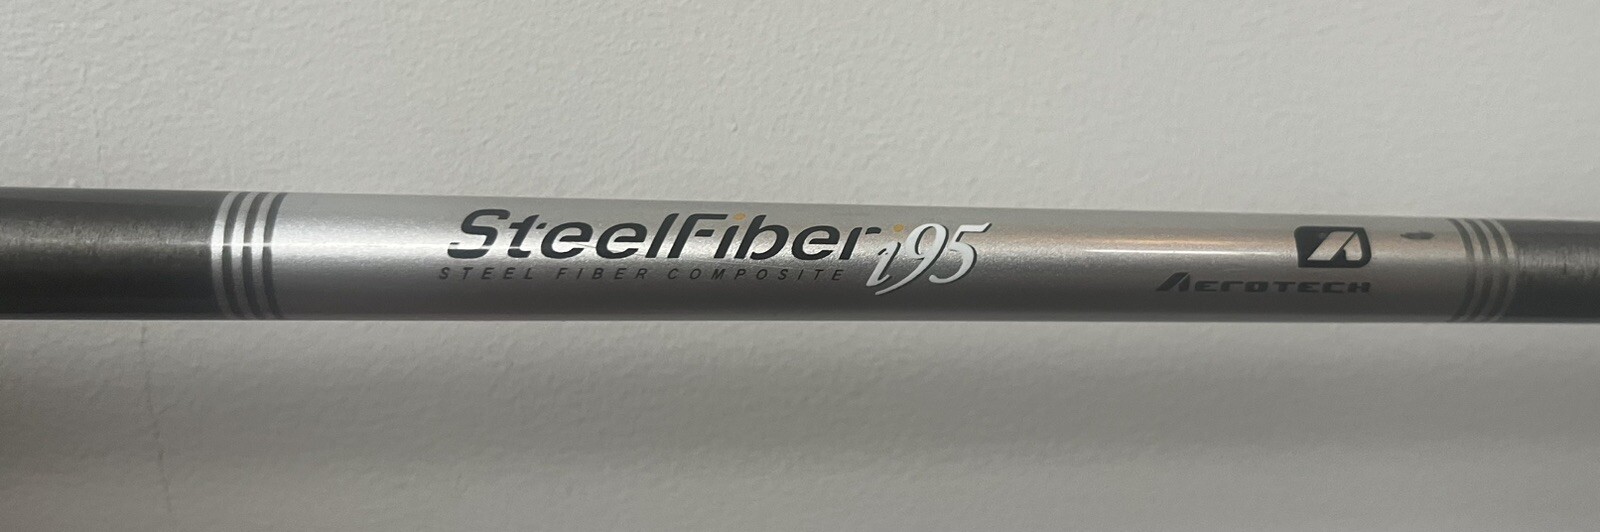 SteelFiber i95
STEEL FIBER COMPOSITE
AEROTECH